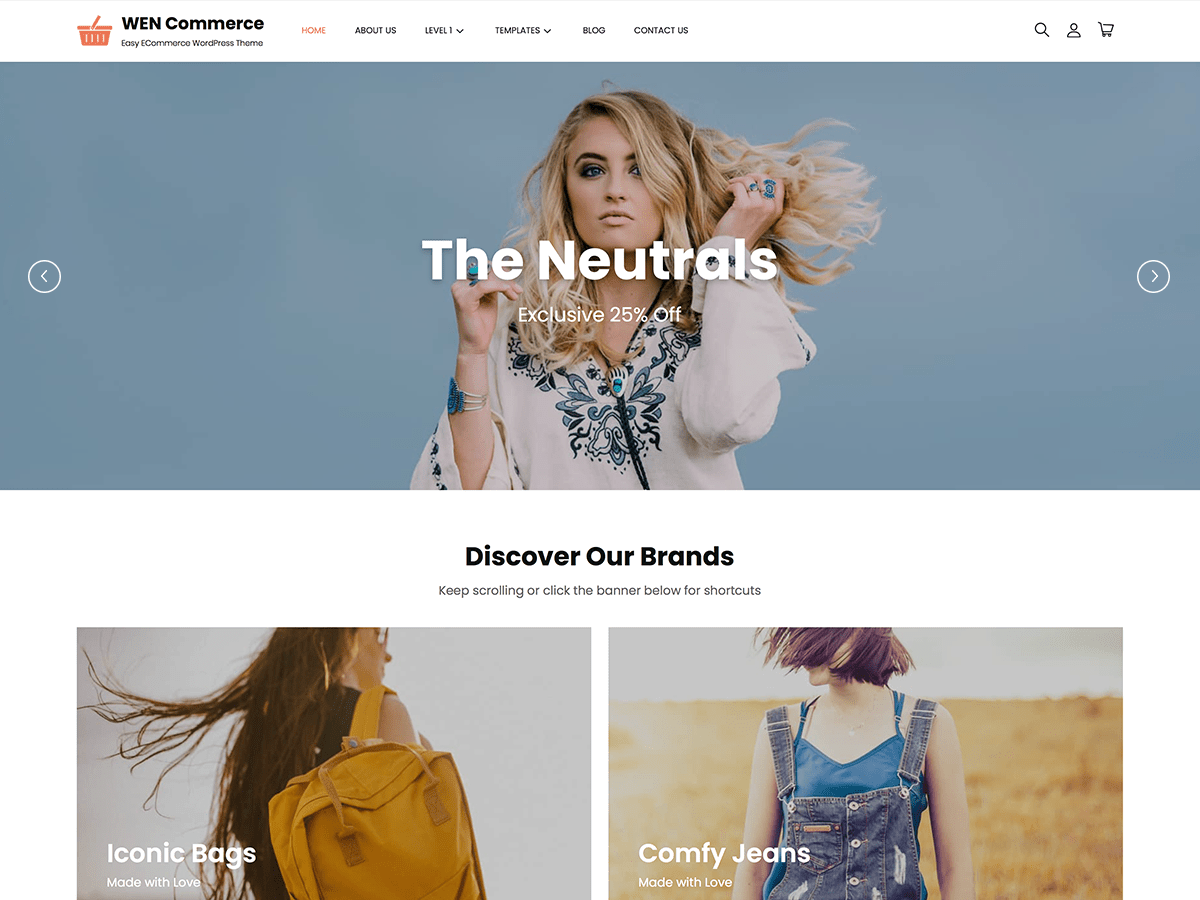 WEN Commerce
Easy ECommerce WordPress Theme
HOME
ABOUT US
LEVEL 1
TEMPLATES
BLOG
CONTACT US
The Neutrals
Exclusive 25% Off
Discover Our Brands
Keep scrolling or click the banner below for shortcuts
Iconic Bags
Made with Love
Comfy Jeans
Made with Love